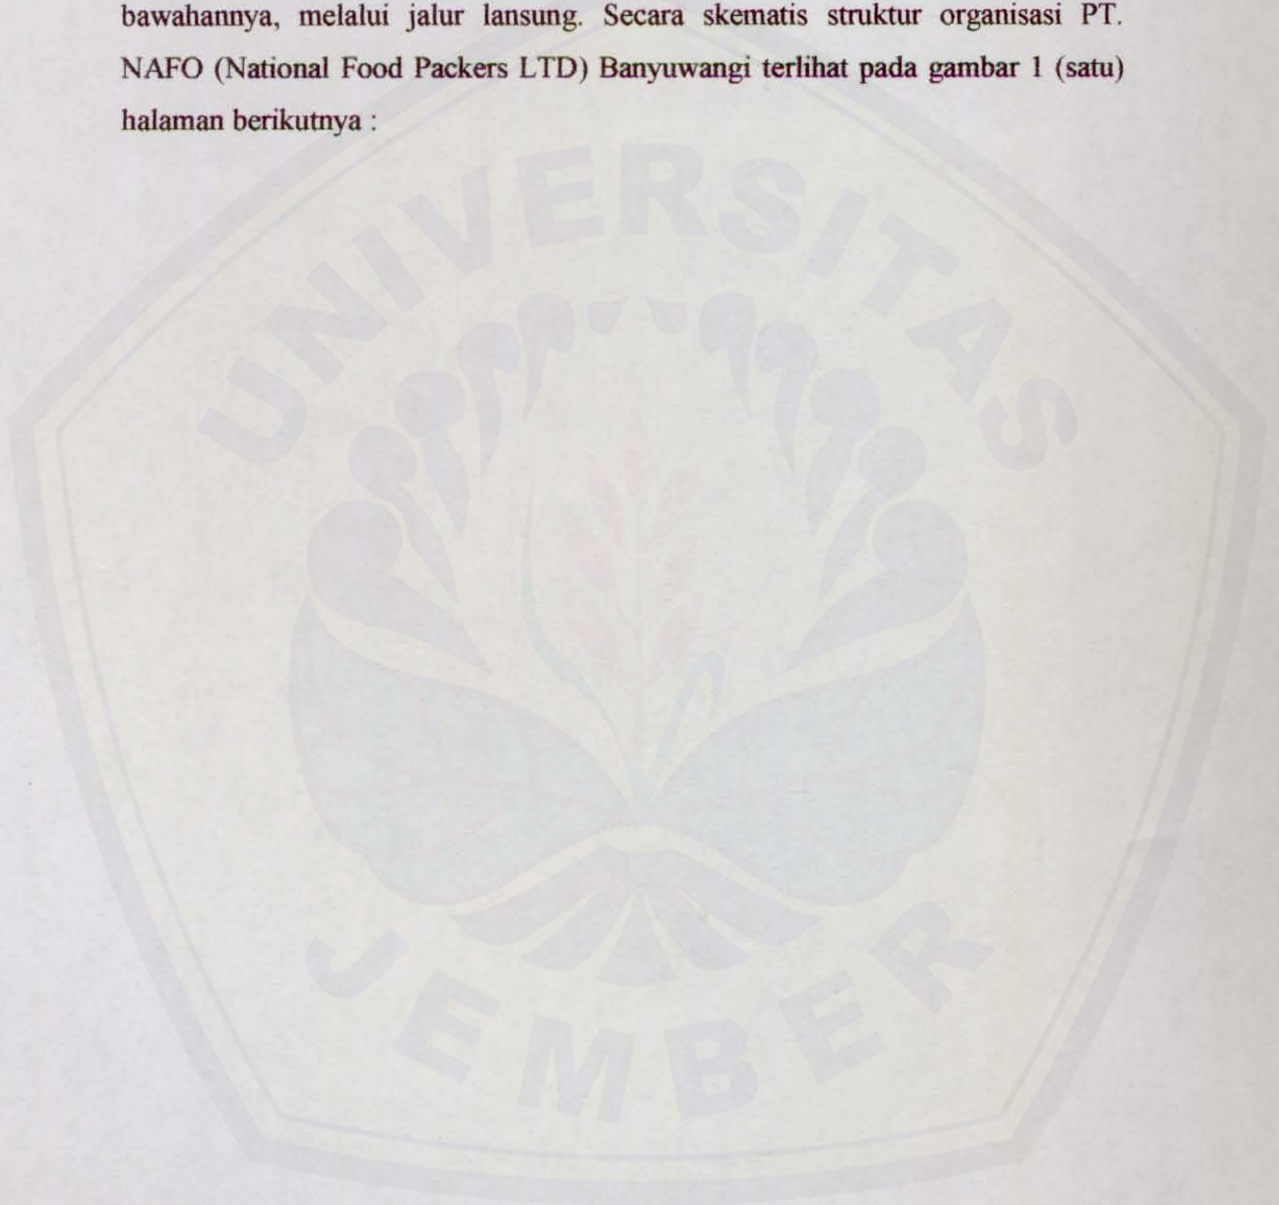 bawahannya, melalui jalur lansung. Secara skematis struktur organisasi PT.
NAFO (National Food Packers LTD) Banyuwangi terlihat pada gambar 1 (satu)
halaman berikutnya :
UNIVERSITAS
JEMBER